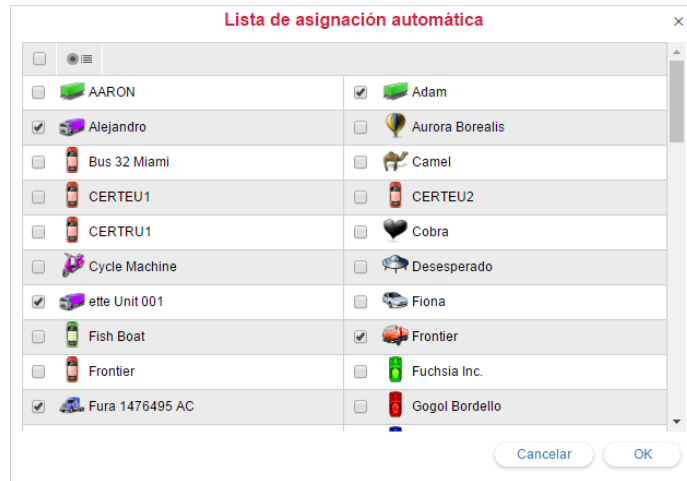 Lista de asignación automática
AARON
Adam
Alejandro
Aurora Borealis
Bus 32 Miami
Camel
CERTEU1
CERTEU2
CERTRU1
Cobra
Cycle Machine
Desesperado
ette Unit 001
Fiona
Fish Boat
Frontier
Frontier
Fuchsia Inc.
Fura 1476495 AC
Gogol Bordello
Cancelar
OK